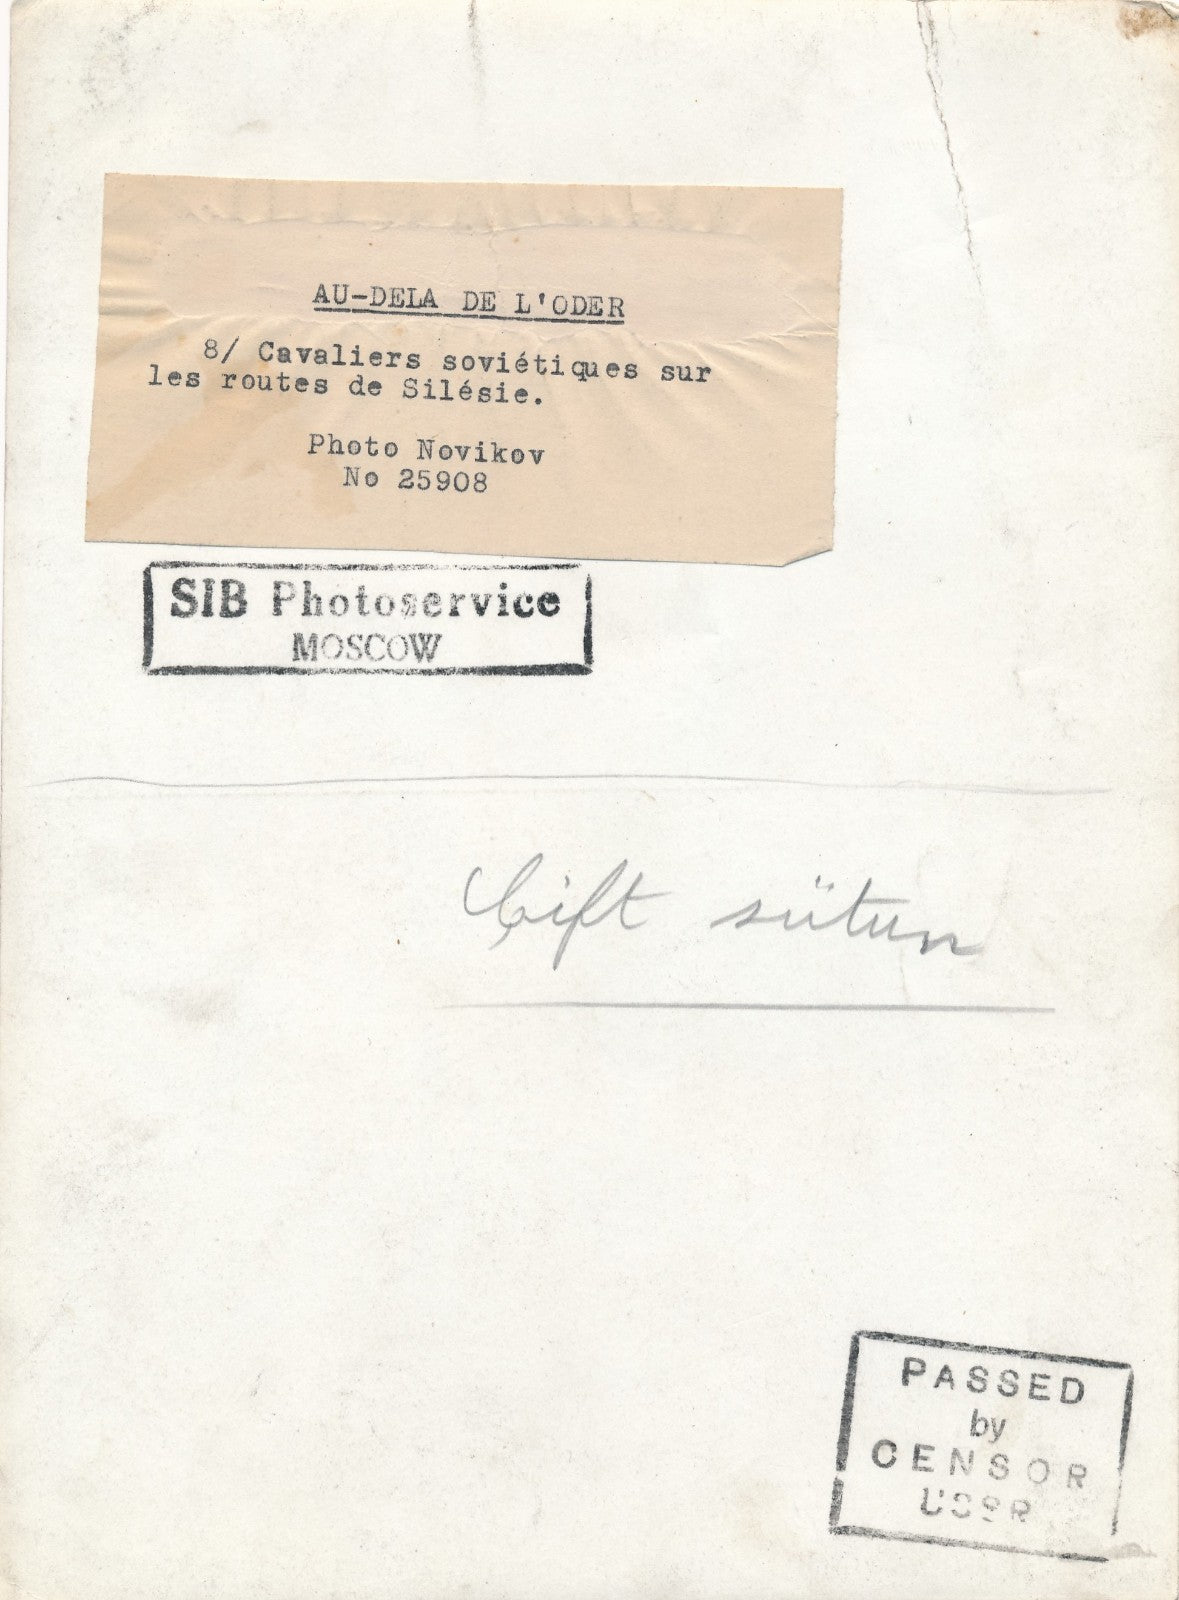 AU-DELA DE L'ODER
8/ Cavaliers soviétiques sur
les routes de Silésie.
Photo Novikov
No 25908
SIB Photoservice
MOSCOW
Çift sütun
PASSED
by
CENSOR
USSR